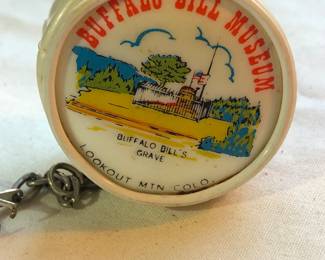 BUFFALO BILL MUSEUM
BUFFALO BILL'S
GRAVE
LOOKOUT MTN COLO.